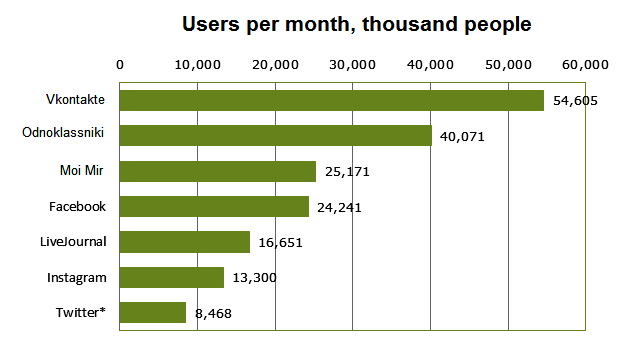 Users per month, thousand people
0 10,000 20,000 30,000 40,000 50,000 60,000
Vkontakte 54,605
Odnoklassniki 40,071
Moi Mir 25,171
Facebook 24,241
LiveJournal 16,651
Instagram 13,300
Twitter* 8,468